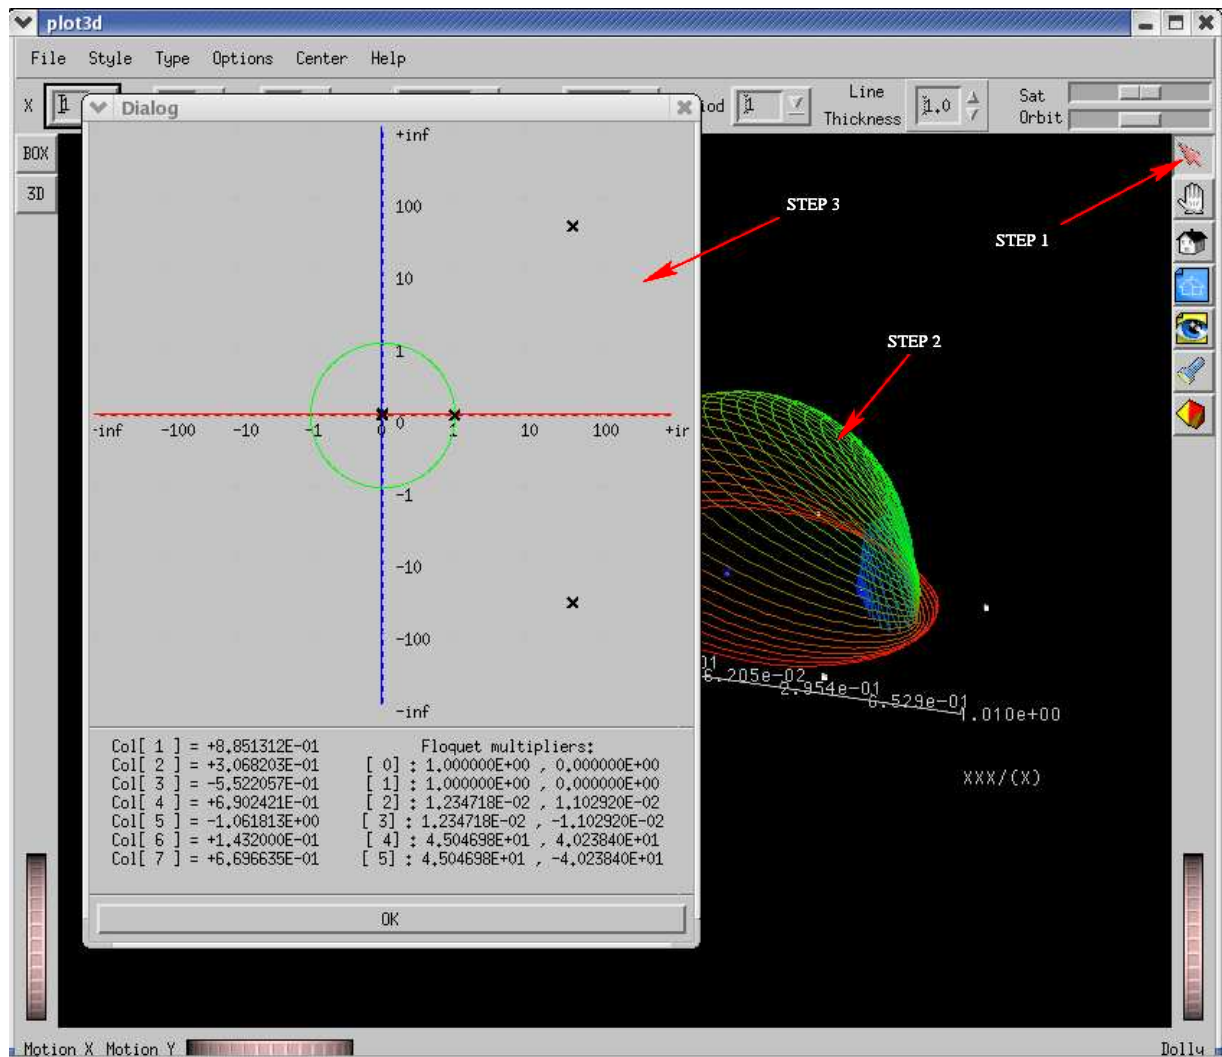 plot3d
File Style Type Options Center Help
X 1
Dialog
iod 1 Line Thickness 1.0 Sat Orbit
BOX
3D
+inf
100
10
1
0
-inf -100 -10 -1 0 1 10 100 +ir
-1
-10
-100
-inf
STEP 3
STEP 1
STEP 2
01 6.205e-02 2.954e-01 6.529e-01 1.010e+00
XXX/(X)
Col[ 1 ] = +8.851312E-01
Col[ 2 ] = +3.068203E-01
Col[ 3 ] = -5.522057E-01
Col[ 4 ] = +6.902421E-01
Col[ 5 ] = -1.061813E+00
Col[ 6 ] = +1.432000E-01
Col[ 7 ] = +6.696635E-01
Floquet multipliers:
[ 0] : 1.000000E+00 , 0.000000E+00
[ 1] : 1.000000E+00 , 0.000000E+00
[ 2] : 1.234718E-02 , 1.102920E-02
[ 3] : 1.234718E-02 , -1.102920E-02
[ 4] : 4.504698E+01 , 4.023840E+01
[ 5] : 4.504698E+01 , -4.023840E+01
OK
Motion X Motion Y
Dolly